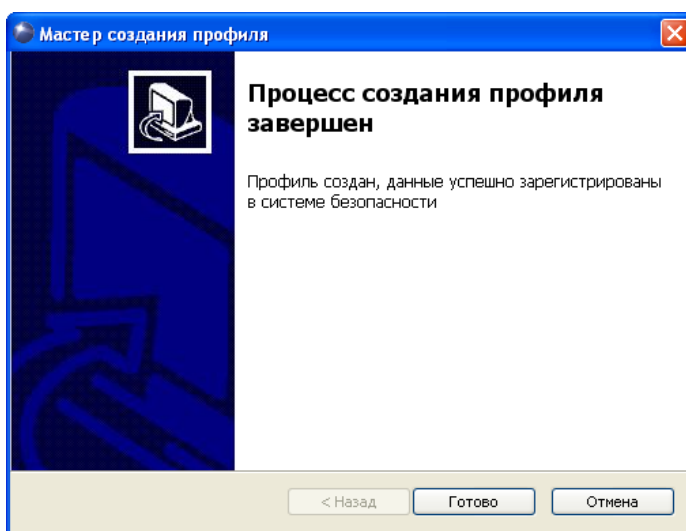 Мастер создания профиля
Процесс создания профиля
завершен
Профиль создан, данные успешно зарегистрированы
в системе безопасности
< Назад
Готово
Отмена